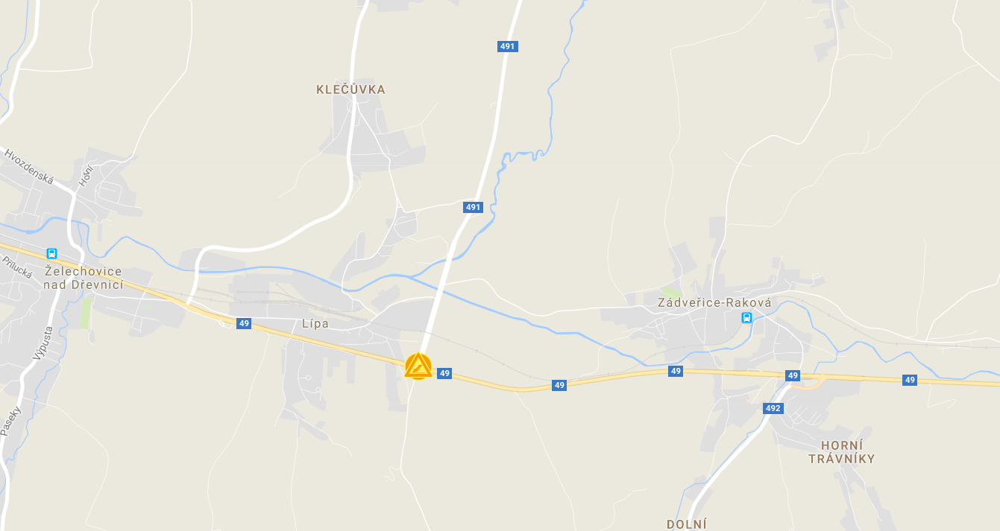 491
KLEČŮVKA
Hvozdenská
Horní
491
Želechovice
nad Dřevnicí
Přílucká
Zádveřice-Raková
49
Lípa
Výpusta
49
49
49
49
49
492
Paseky
HORNÍ
TRÁVNÍKY
DOLNÍ